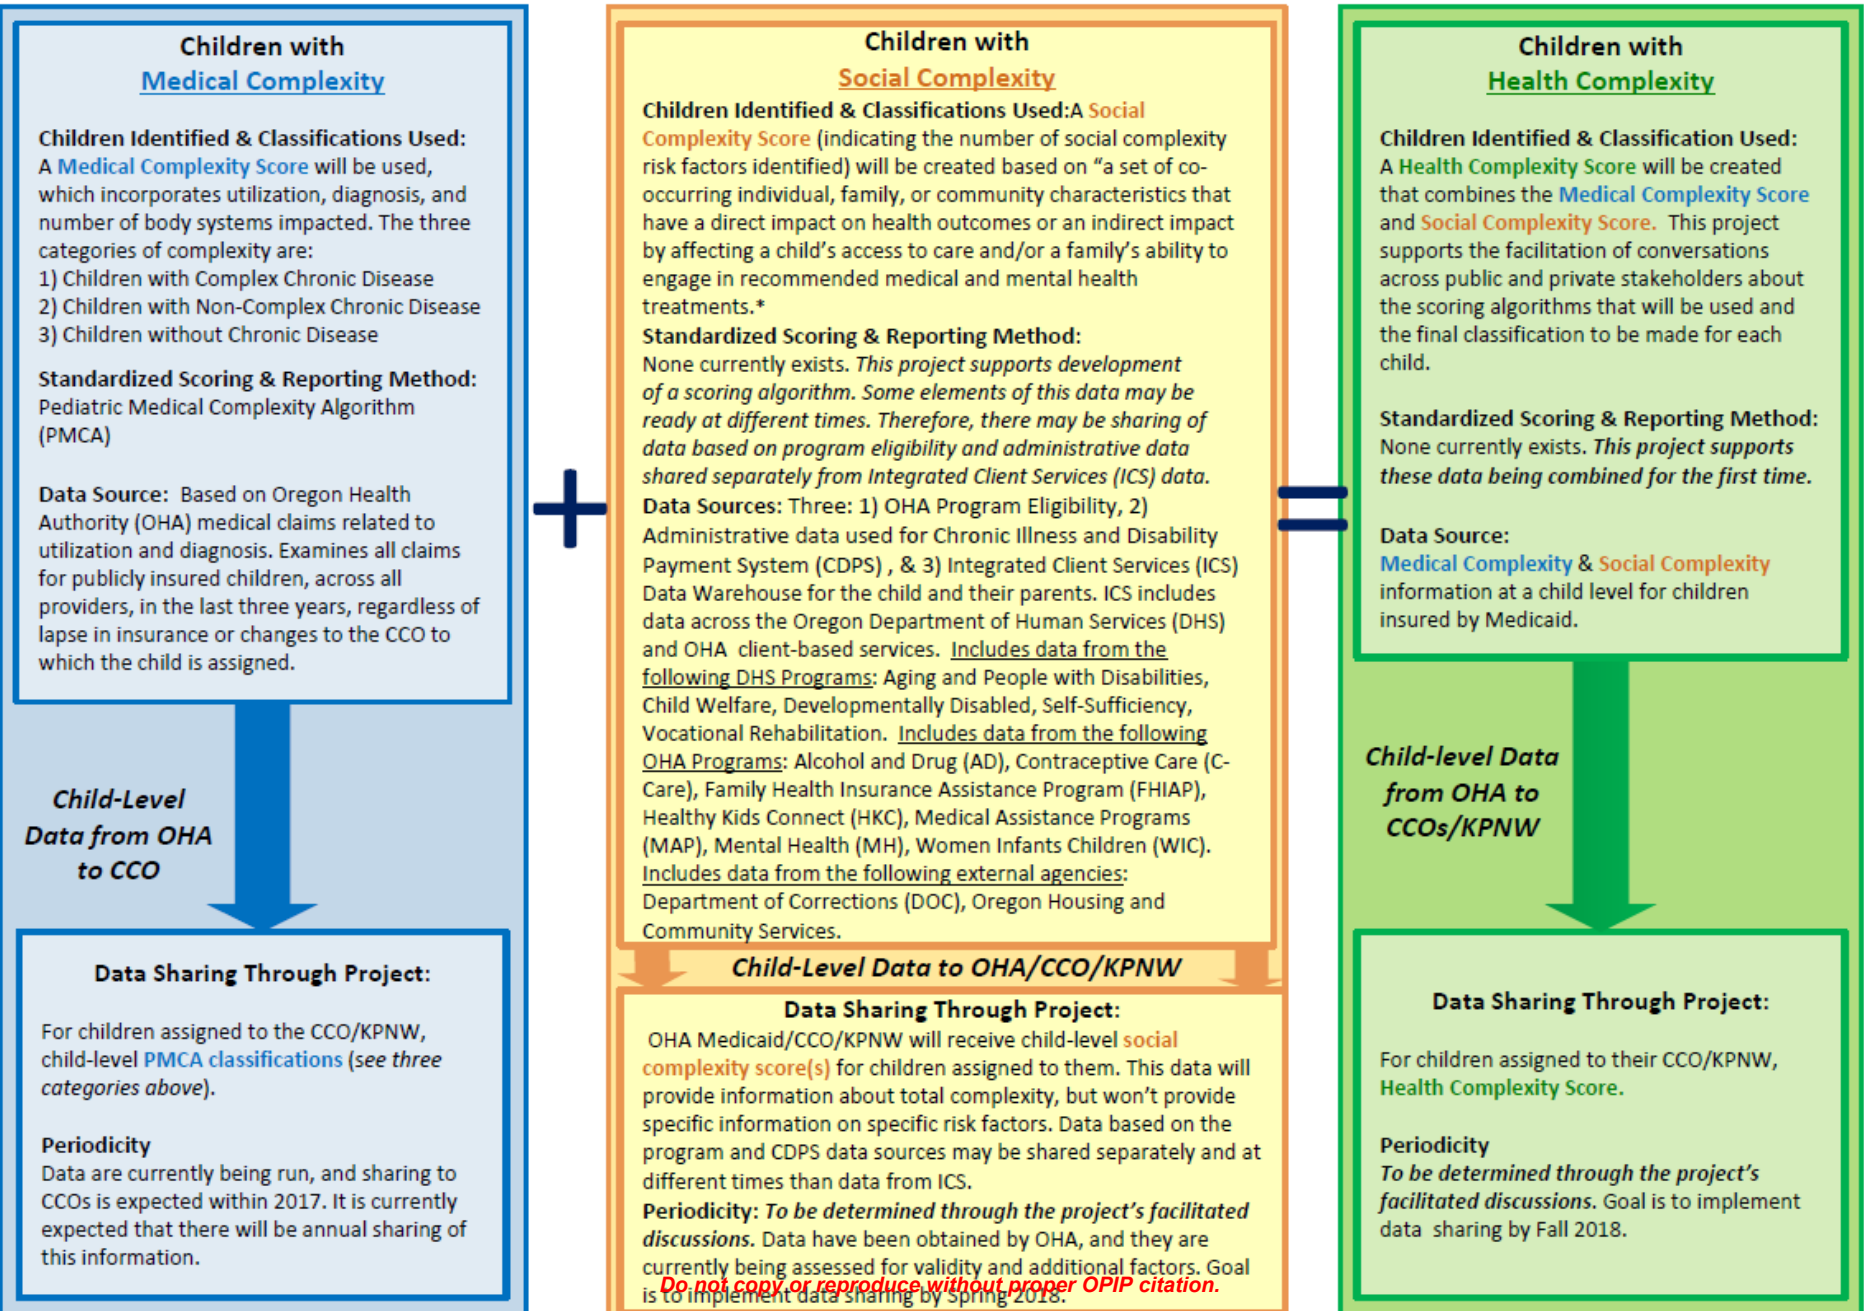 Children with
Medical Complexity
Children Identified & Classifications Used:
A Medical Complexity Score will be used,
which incorporates utilization, diagnosis, and
number of body systems impacted. The three
categories of complexity are:
1) Children with Complex Chronic Disease
2) Children with Non-Complex Chronic Disease
3) Children without Chronic Disease
Standardized Scoring & Reporting Method:
Pediatric Medical Complexity Algorithm
(PMCA)
Data Source: Based on Oregon Health
Authority (OHA) medical claims related to
utilization and diagnosis. Examines all claims
for publicly insured children, across all
providers, in the last three years, regardless of
lapse in insurance or changes to the CCO to
which the child is assigned.
Child-Level
Data from OHA
to CCO
Data Sharing Through Project:
For children assigned to the CCO/KPNW,
child-level PMCA classifications (see three
categories above).
Periodicity
Data are currently being run, and sharing to
CCOs is expected within 2017. It is currently
expected that there will be annual sharing of
this information.
+
Children with
Social Complexity
Children Identified & Classifications Used:A Social
Complexity Score (indicating the number of social complexity
risk factors identified) will be created based on “a set of co-
occurring individual, family, or community characteristics that
have a direct impact on health outcomes or an indirect impact
by affecting a child’s access to care and/or a family’s ability to
engage in recommended medical and mental health
treatments.*
Standardized Scoring & Reporting Method:
None currently exists. This project supports development
of a scoring algorithm. Some elements of this data may be
ready at different times. Therefore, there may be sharing of
data based on program eligibility and administrative data
shared separately from Integrated Client Services (ICS) data.
Data Sources: Three: 1) OHA Program Eligibility, 2)
Administrative data used for Chronic Illness and Disability
Payment System (CDPS) , & 3) Integrated Client Services (ICS)
Data Warehouse for the child and their parents. ICS includes
data across the Oregon Department of Human Services (DHS)
and OHA client-based services. Includes data from the
following DHS Programs: Aging and People with Disabilities,
Child Welfare, Developmentally Disabled, Self-Sufficiency,
Vocational Rehabilitation. Includes data from the following
OHA Programs: Alcohol and Drug (AD), Contraceptive Care (C-
Care), Family Health Insurance Assistance Program (FHIAP),
Healthy Kids Connect (HKC), Medical Assistance Programs
(MAP), Mental Health (MH), Women Infants Children (WIC).
Includes data from the following external agencies:
Department of Corrections (DOC), Oregon Housing and
Community Services.
Child-Level Data to OHA/CCO/KPNW
Data Sharing Through Project:
OHA Medicaid/CCO/KPNW will receive child-level social
complexity score(s) for children assigned to them. This data will
provide information about total complexity, but won’t provide
specific information on specific risk factors. Data based on the
program and CDPS data sources may be shared separately and at
different times than data from ICS.
Periodicity: To be determined through the project’s facilitated
discussions. Data have been obtained by OHA, and they are
currently being assessed for validity and additional factors. Goal
is to implement data sharing by Spring 2018.
Do not copy or reproduce without proper OPIP citation.
=
Children with
Health Complexity
Children Identified & Classification Used:
A Health Complexity Score will be created
that combines the Medical Complexity Score
and Social Complexity Score. This project
supports the facilitation of conversations
across public and private stakeholders about
the scoring algorithms that will be used and
the final classification to be made for each
child.
Standardized Scoring & Reporting Method:
None currently exists. This project supports
these data being combined for the first time.
Data Source:
Medical Complexity & Social Complexity
information at a child level for children
insured by Medicaid.
Child-level Data
from OHA to
CCOs/KPNW
Data Sharing Through Project:
For children assigned to their CCO/KPNW,
Health Complexity Score.
Periodicity
To be determined through the project’s
facilitated discussions. Goal is to implement
data sharing by Fall 2018.